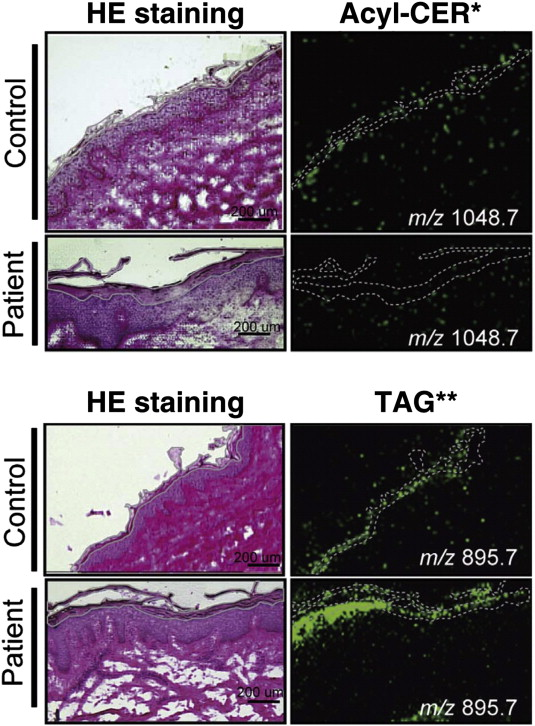 HE staining Acyl-CER*
Control
200 um
m/z 1048.7
Patient
200 um
m/z 1048.7
HE staining TAG**
Control
200 um
m/z 895.7
Patient
200 um
m/z 895.7